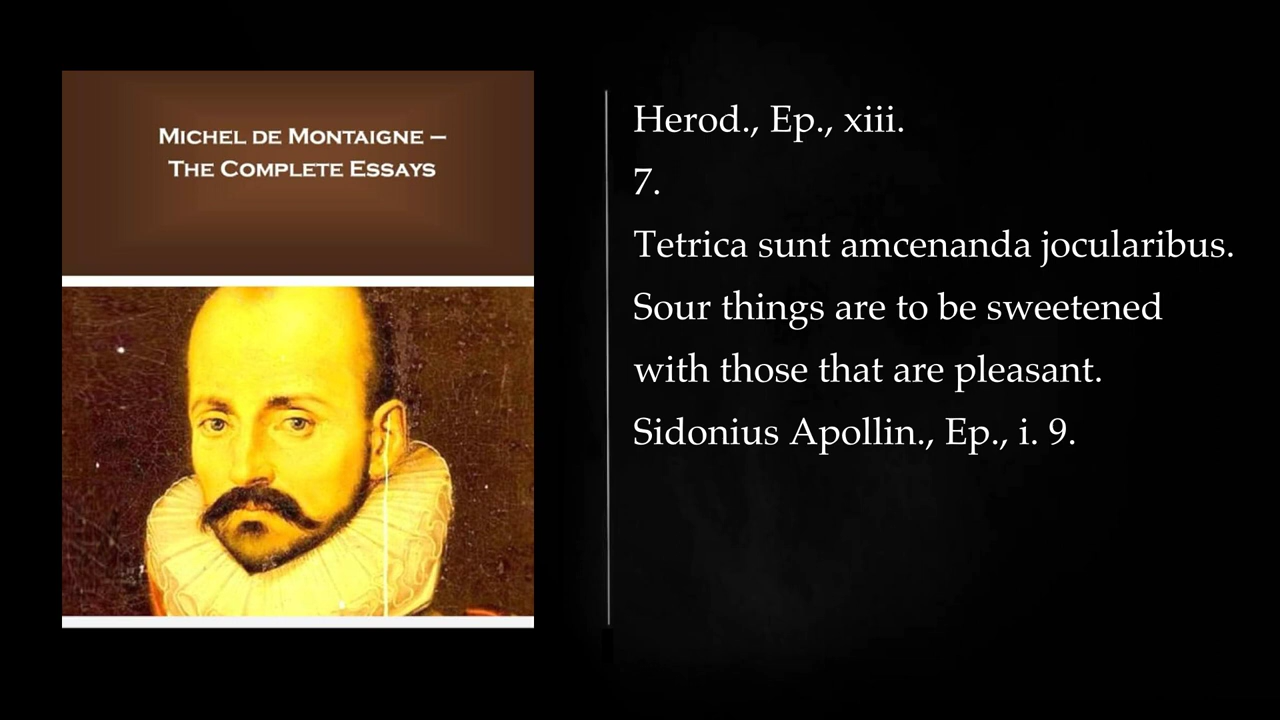 MICHEL DE MONTAIGNE –
THE COMPLETE ESSAYS
Herod., Ep., xiii.
7.
Tetrica sunt amcenanda jocularibus.
Sour things are to be sweetened
with those that are pleasant.
Sidonius Apollin., Ep., i. 9.